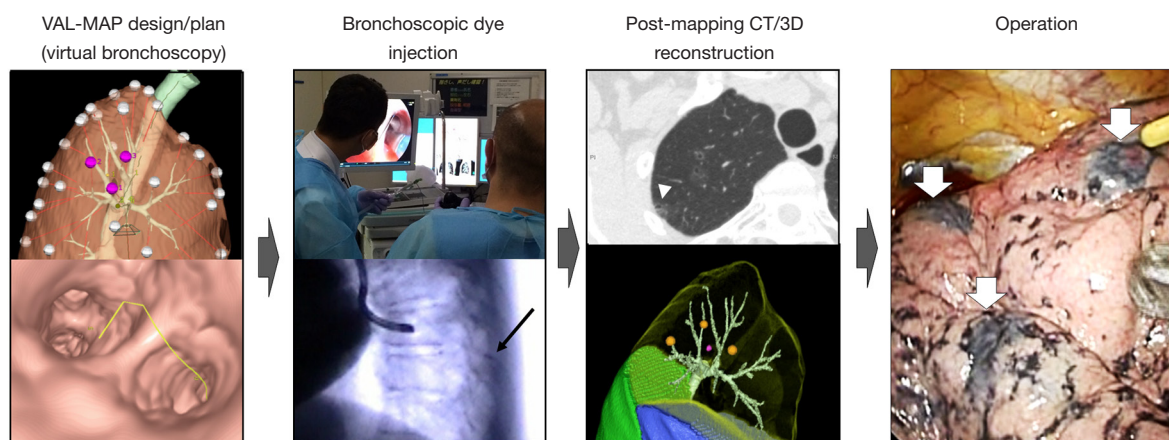 VAL-MAP design/plan
(virtual bronchoscopy)
Bronchoscopic dye
injection
Post-mapping CT/3D
reconstruction
Operation